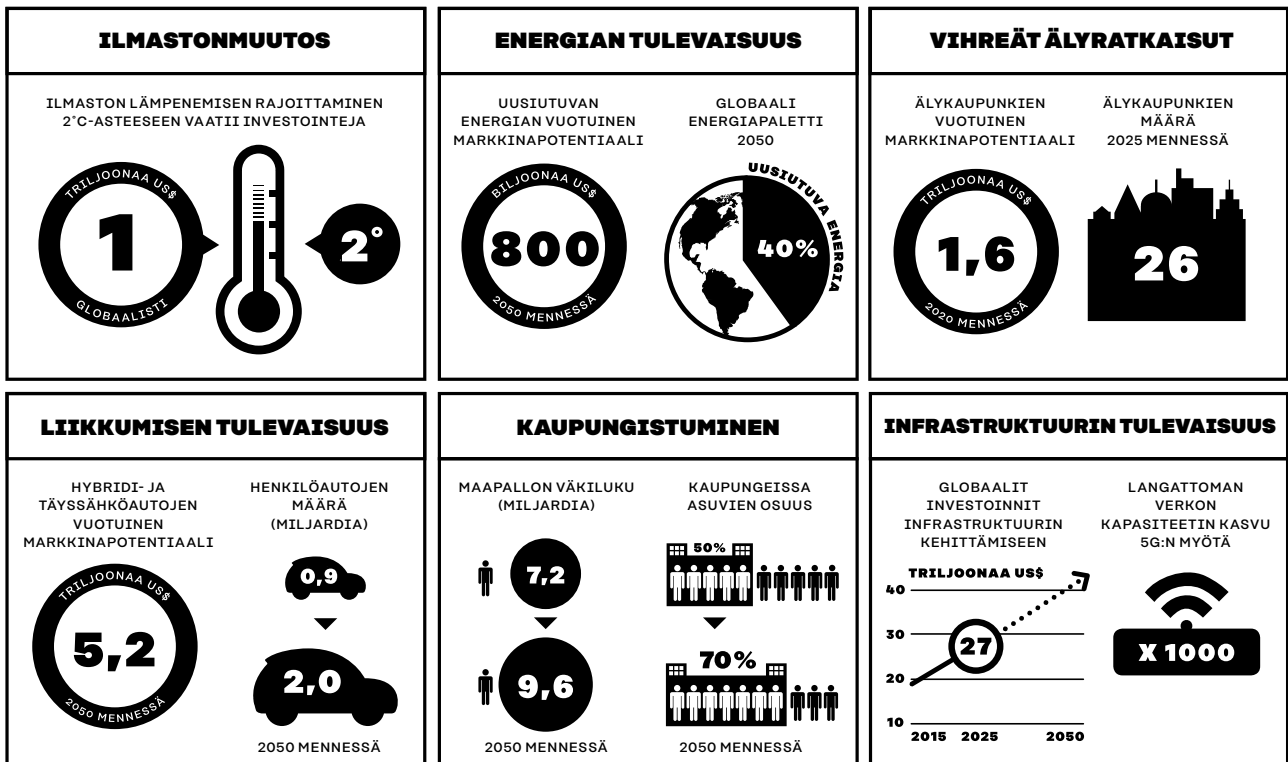 ILMASTONMUUTOS
ILMASTON LÄMPENEMISEN RAJOITTAMINEN
2°C-ASTEESEEN VAATII INVESTOINTEJA
TRILJOONAA US$
1
GLOBAALISTI
2°
ENERGIAN TULEVAISUUS
UUSIUTUVAN
ENERGIAN VUOTUINEN
MARKKINAPOTENTIAALI
BILJOONAA US$
800
2050 MENNESSÄ
GLOBAALI
ENERGIAPALETTI
2050
UUSIUTUVA ENERGIA
40%
VIHREÄT ÄLYRATKAISUT
ÄLYKAUPUNKIEN
VUOTUINEN
MARKKINAPOTENTIAALI
TRILJOONAA US$
1,6
2020 MENNESSÄ
ÄLYKAUPUNKIEN
MÄÄRÄ
2025 MENNESSÄ
26
LIIKKUMISEN TULEVAISUUS
HYBRIDI- JA
TÄYSSÄHKÖAUTOJEN
VUOTUINEN
MARKKINAPOTENTIAALI
TRILJOONAA US$
5,2
2050 MENNESSÄ
HENKILÖAUTOJEN
MÄÄRÄ
(MILJARDIA)
0,9
2,0
2050 MENNESSÄ
KAUPUNGISTUMINEN
MAAPALLON VÄKILUKU
(MILJARDIA)
7,2
9,6
2050 MENNESSÄ
KAUPUNGEISSA
ASUVIEN OSUUS
50%
70%
2050 MENNESSÄ
INFRASTRUKTUURIN TULEVAISUUS
GLOBAALIT
INVESTOINNIT
INFRASTRUKTUURIN
KEHITTÄMISEEN
TRILJOONAA US$
40
30
27
20
10
2015 2025 2050
LANGATTOMAN
VERKON
KAPASITEETIN KASVU
5G:N MYÖTÄ
X 1000